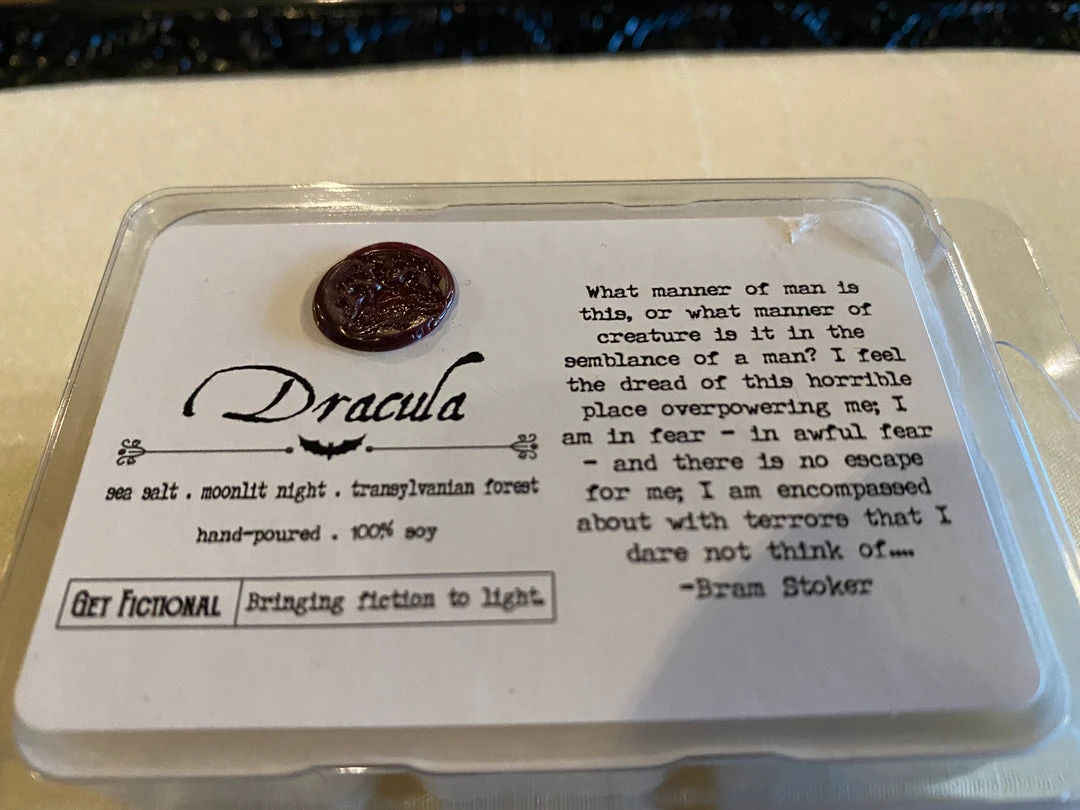 Dracula
sea salt . moonlit night . transylvanian forest
hand-poured . 100% soy
GET FICTIONAL
Bringing fiction to light.
What manner of man is
this, or what manner of
creature is it in the
semblance of a man? I feel
the dread of this horrible
place overpowering me; I
am in fear - in awful fear
- and there is no escape
for me; I am encompassed
about with terrors that I
dare not think of....
-Bram Stoker